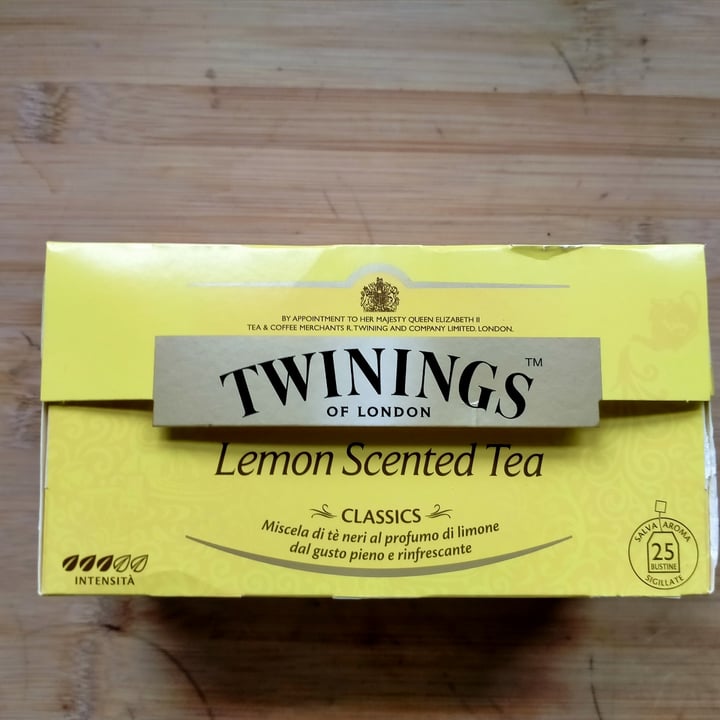 BY APPOINTMENT TO HER MAJESTY QUEEN ELIZABETH II
TEA & COFFEE MERCHANTS R. TWINING AND COMPANY LIMITED. LONDON.
TWININGS™
OF LONDON
Lemon Scented Tea
CLASSICS
Miscela di tè neri al profumo di limone
dal gusto pieno e rinfrescante
INTENSITÀ
SALVA AROMA
25
BUSTINE
SIGILLATE